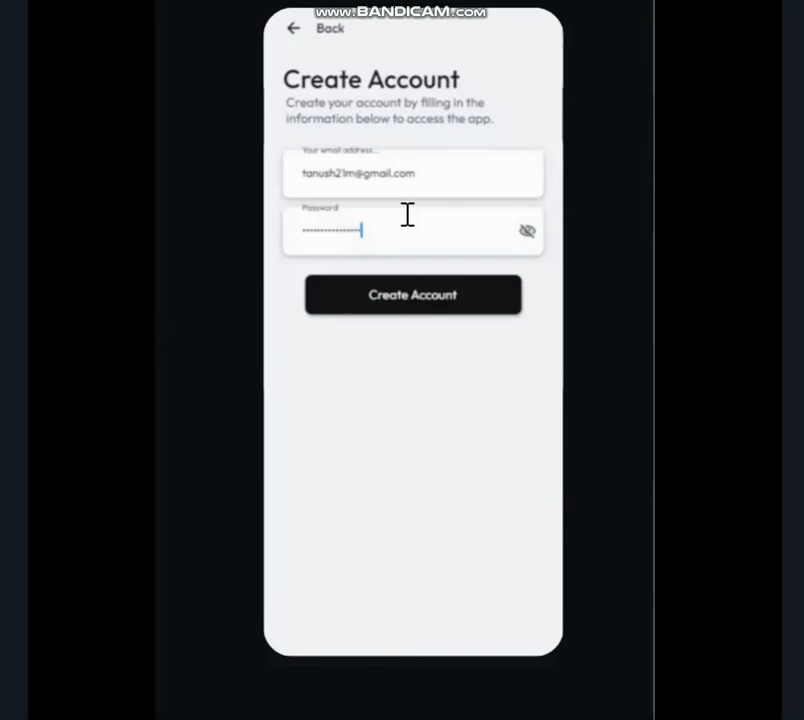 www.BANDICAM.com
Back
Create Account
Create your account by filling in the
information below to access the app.
Your email address...
tanush21m@gmail.com
Password
Create Account